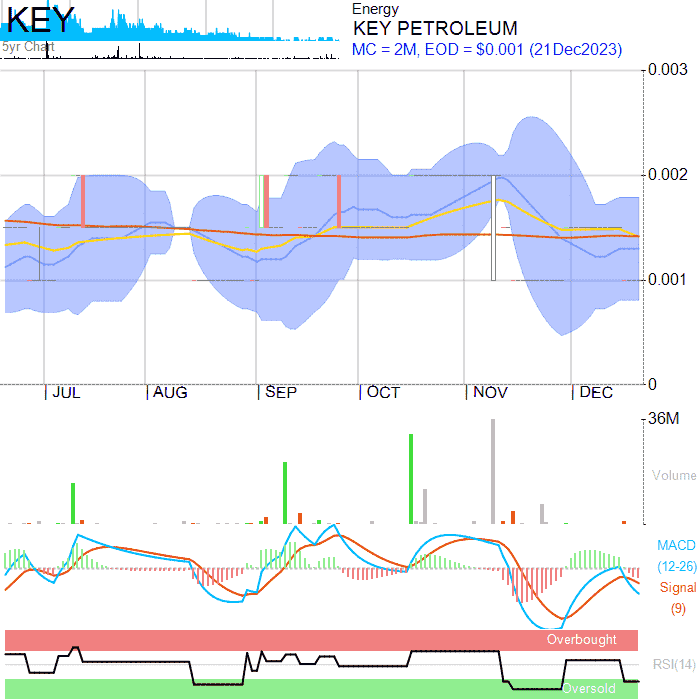 KEY
5yr Chart
Energy
KEY PETROLEUM
MC = 2M, EOD = $0.001 (21Dec2023)
0.003
0.002
0.001
0
JUL AUG SEP OCT NOV DEC
36M
Volume
MACD
(12-26)
Signal
(9)
Overbought
RSI(14)
Oversold